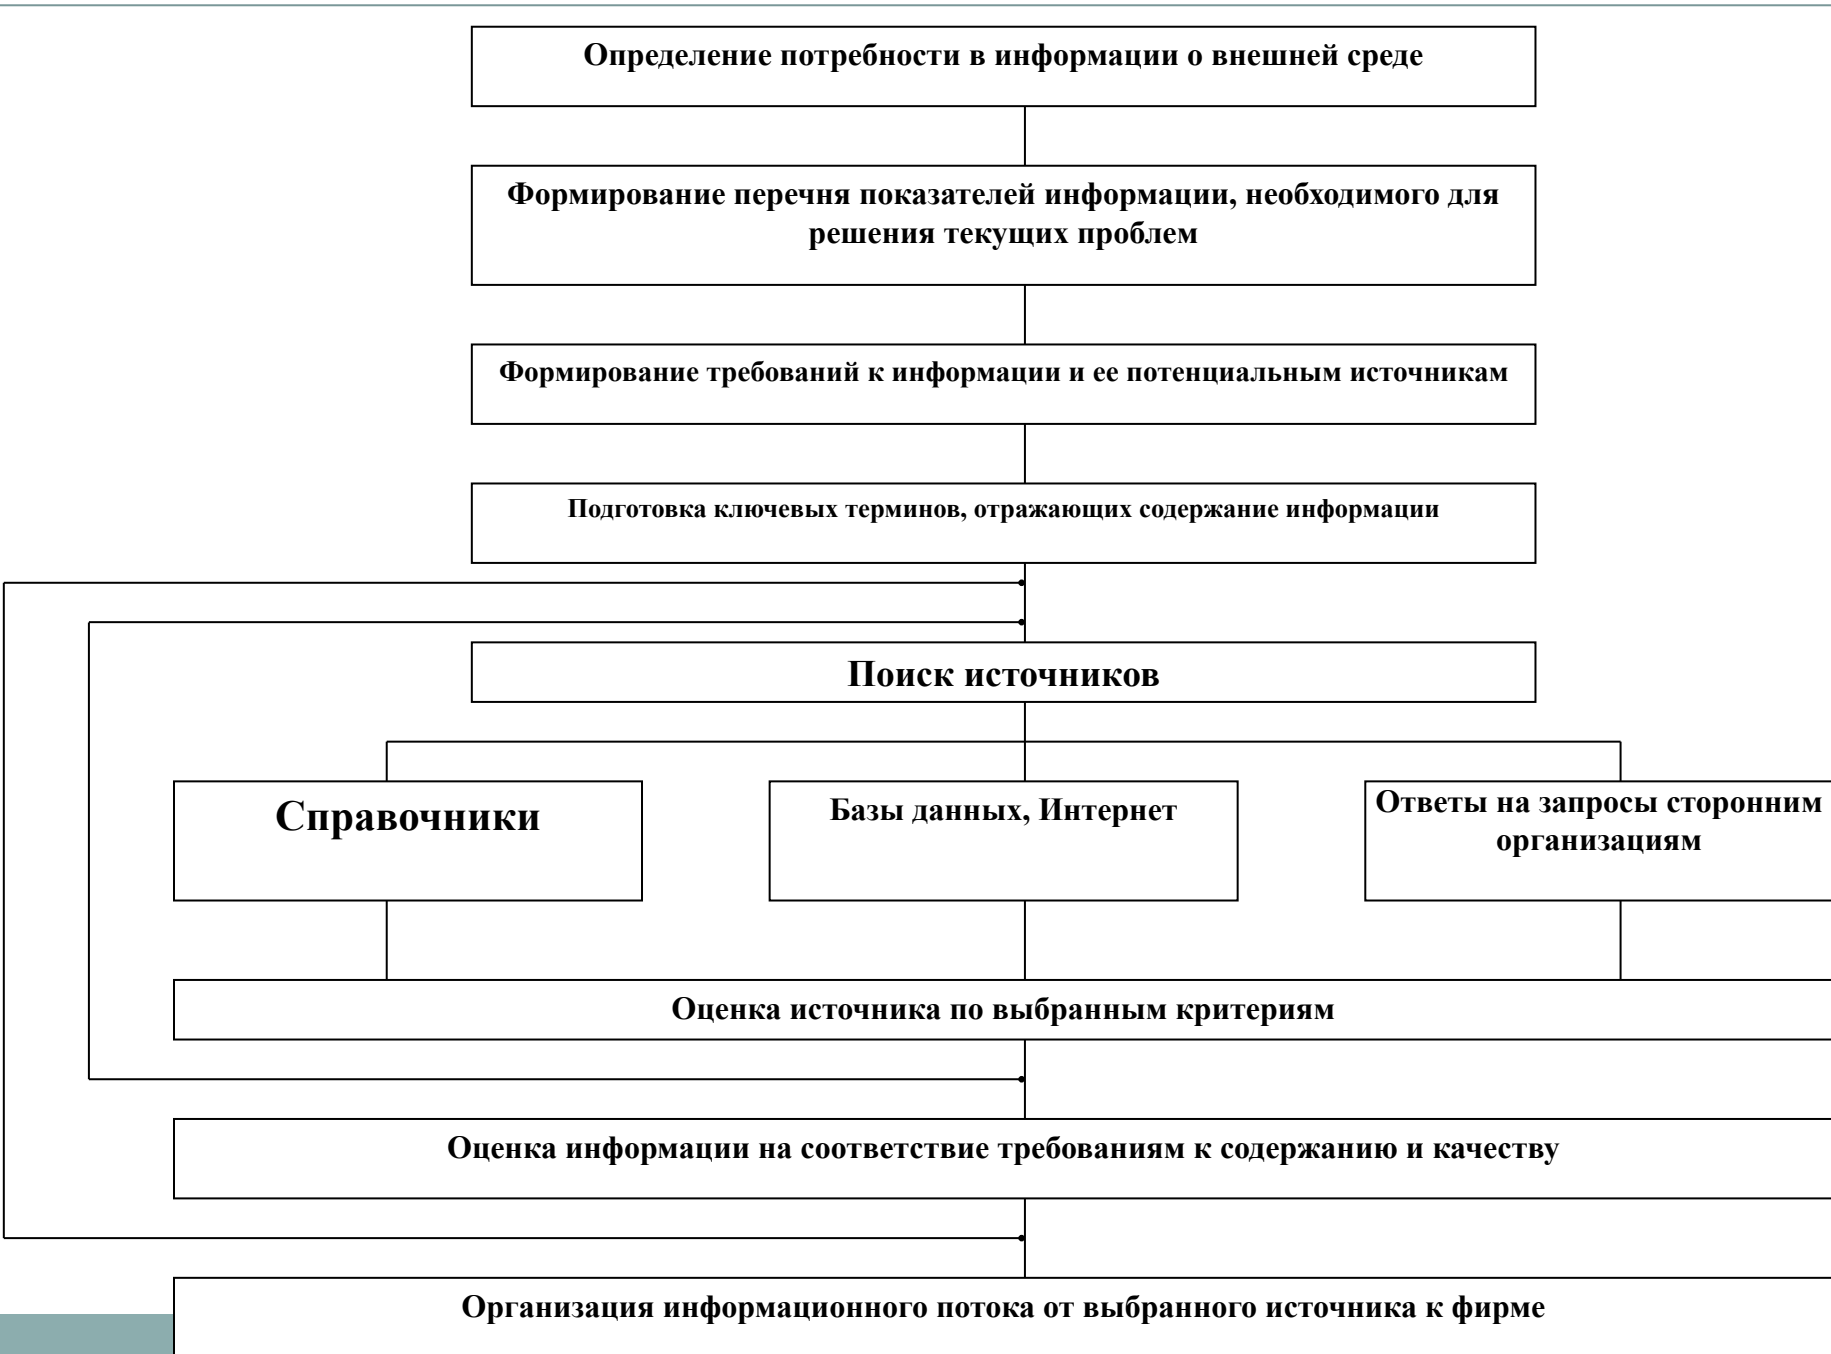 Определение потребности в информации о внешней среде
Формирование перечня показателей информации, необходимого для
решения текущих проблем
Формирование требований к информации и ее потенциальным источникам
Подготовка ключевых терминов, отражающих содержание информации
Поиск источников
Справочники
Базы данных, Интернет
Ответы на запросы сторонним
организациям
Оценка источника по выбранным критериям
Оценка информации на соответствие требованиям к содержанию и качеству
Организация информационного потока от выбранного источника к фирме